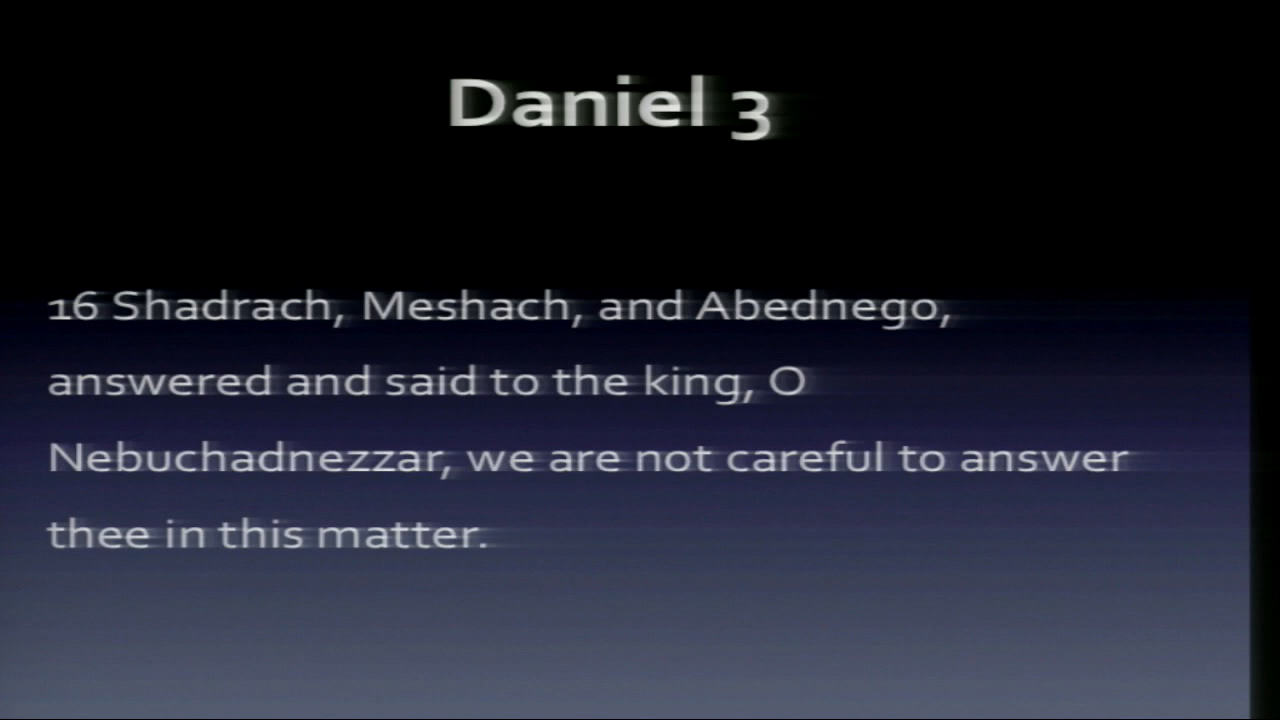 Daniel 3
16 Shadrach, Meshach, and Abednego,
answered and said to the king, O
Nebuchadnezzar, we are not careful to answer
thee in this matter.